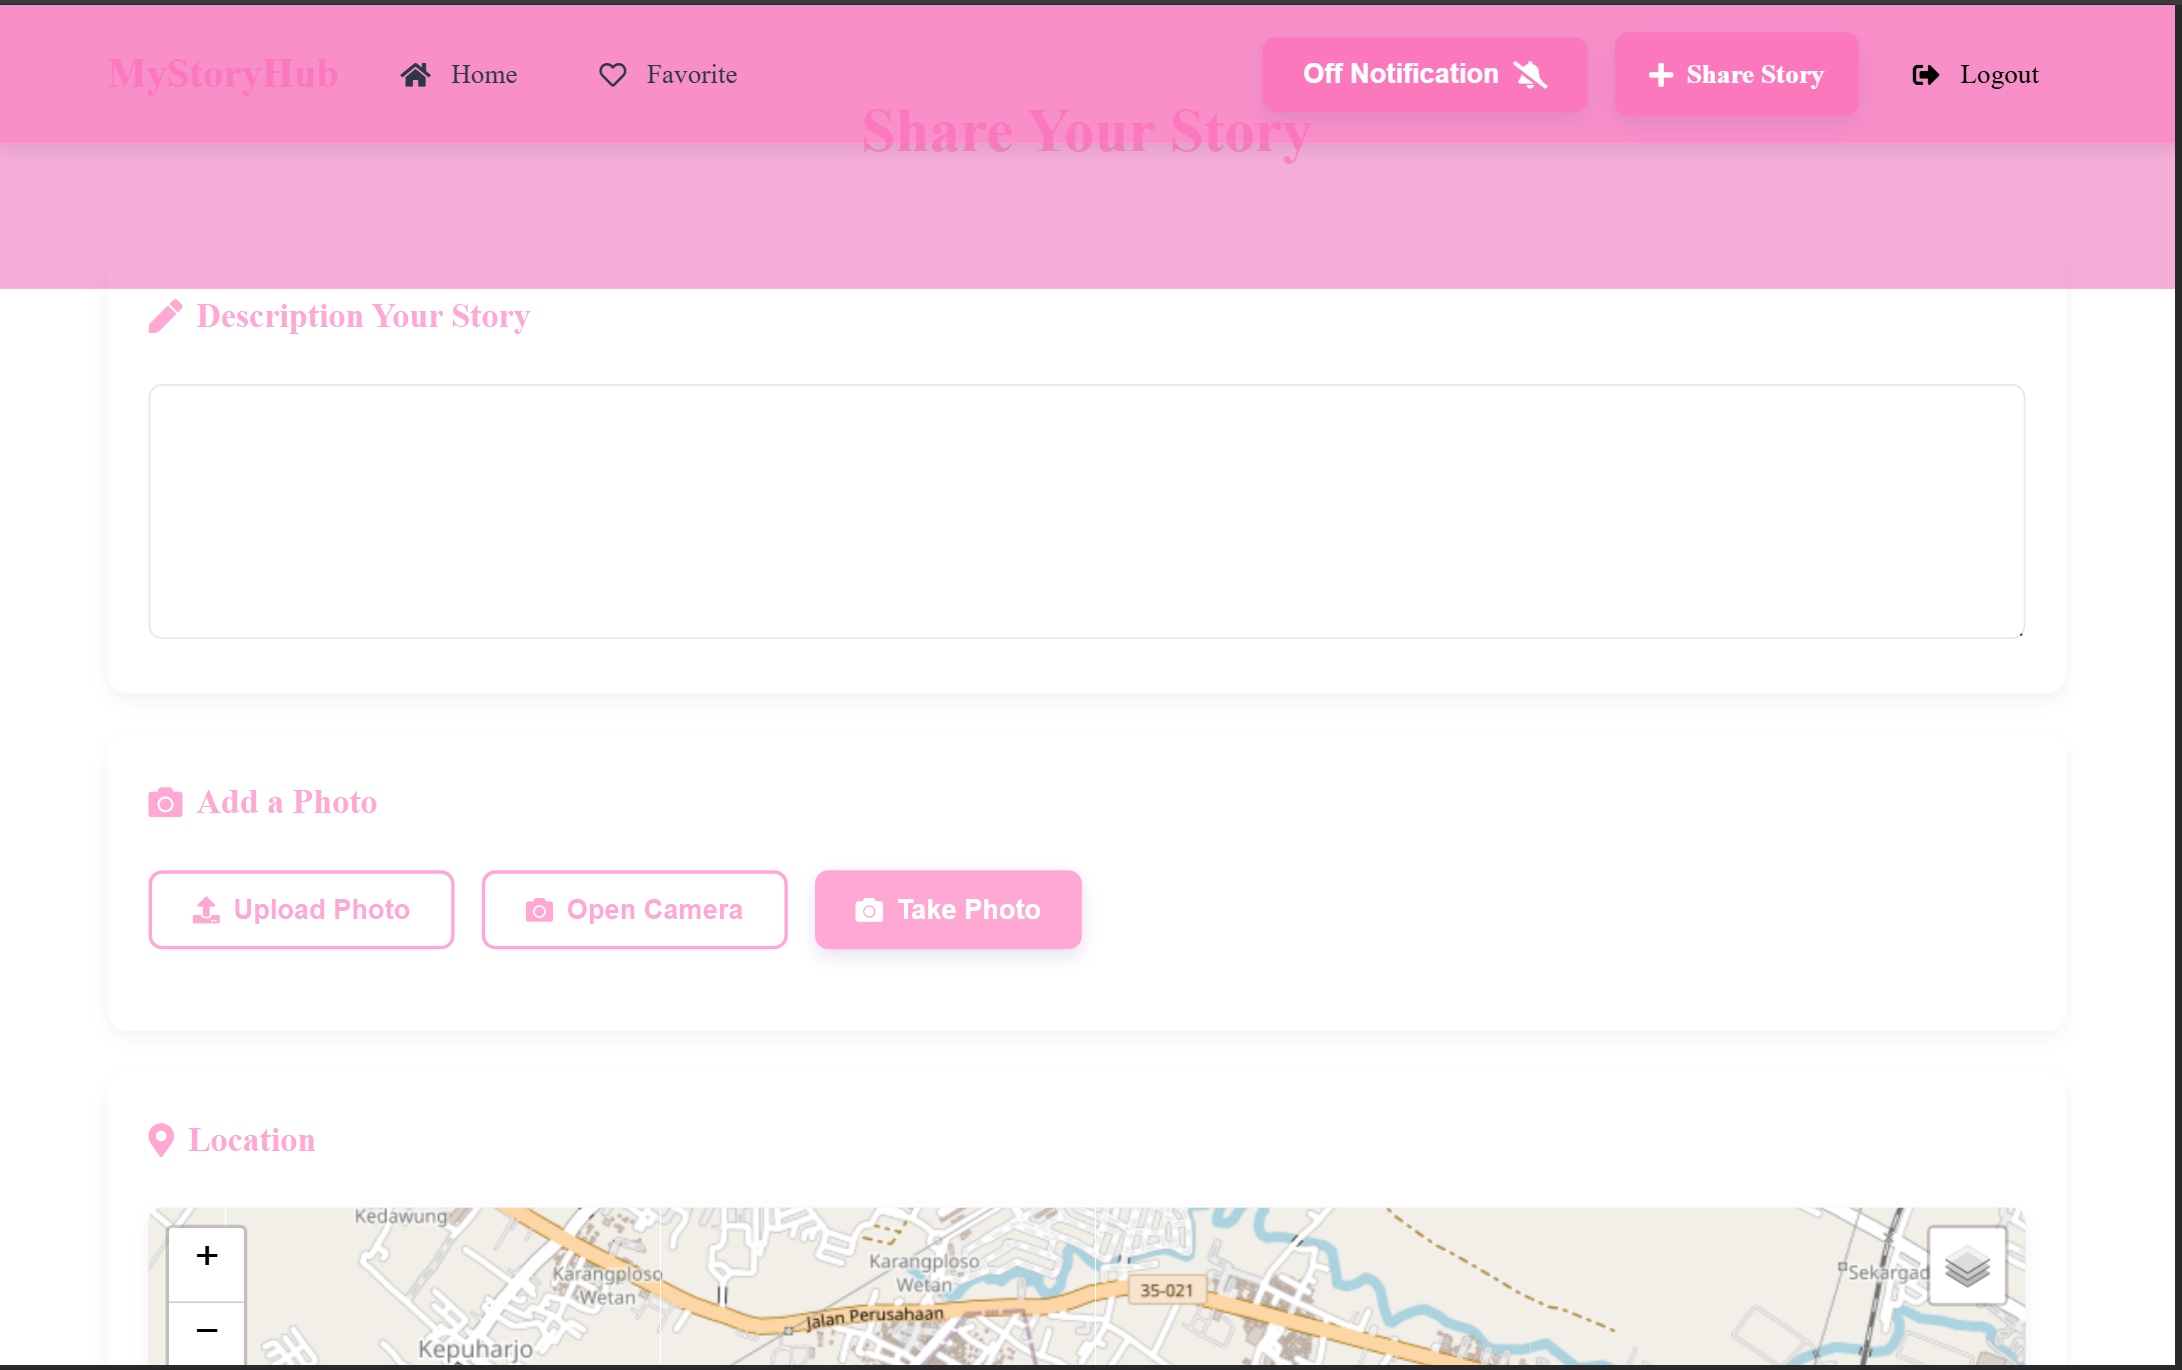 MyStoryHub Home Favorite Off Notification Share Story Logout
Share Your Story
Description Your Story
Add a Photo
Upload Photo Open Camera Take Photo
Location
Kedawung
Karangploso
Wetan
Karangploso
Wetan
35-021
Sekargad
Jalan Perusahaan
Kepuharjo
+
−